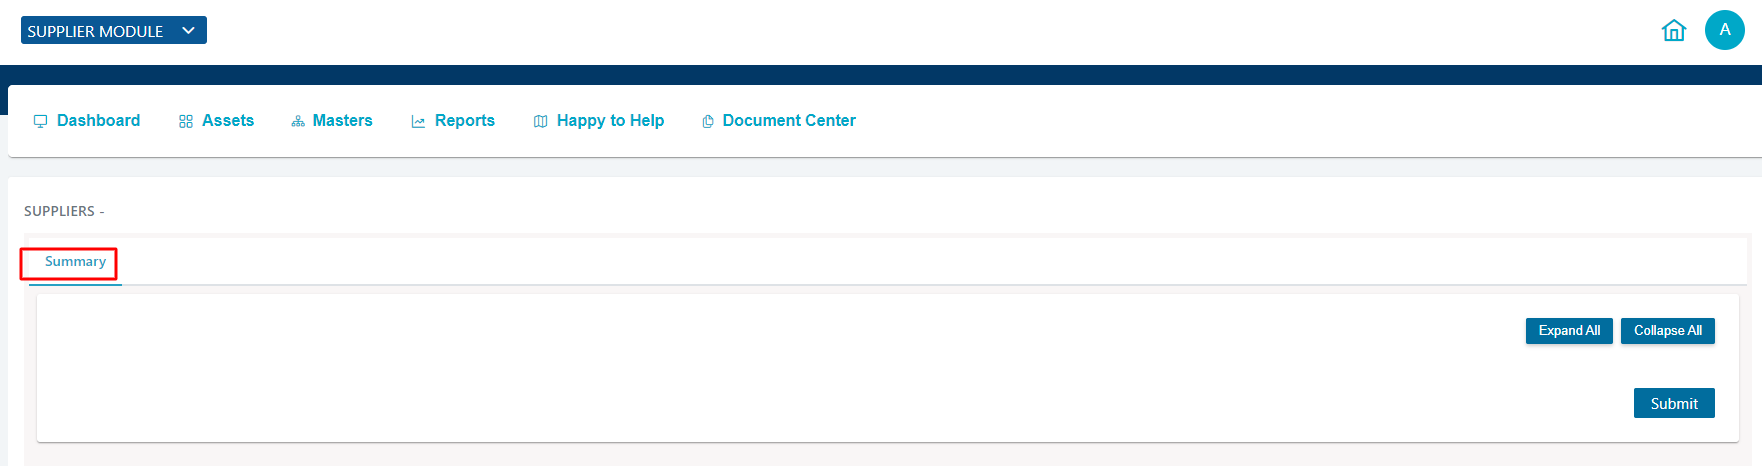 SUPPLIER MODULE
A
Dashboard Assets Masters Reports Happy to Help Document Center
SUPPLIERS -
Summary
Expand All Collapse All
Submit